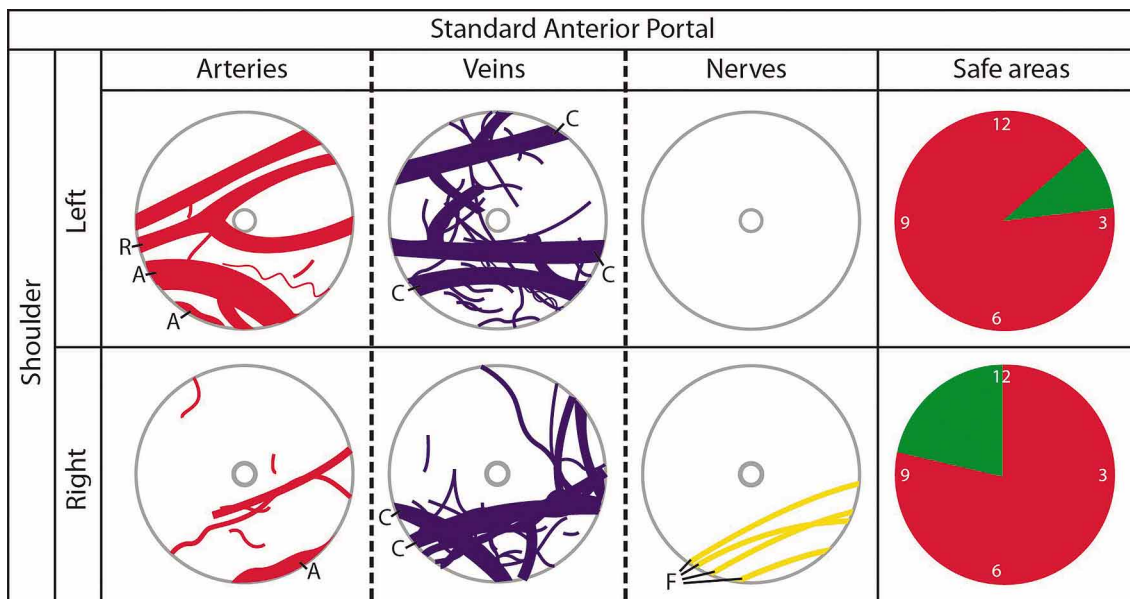 Standard Anterior Portal
Arteries Veins Nerves Safe areas
Shoulder
Left
R
A
A
C
C
C
12
9
3
6
Right
A
C
C
F
12
9
3
6